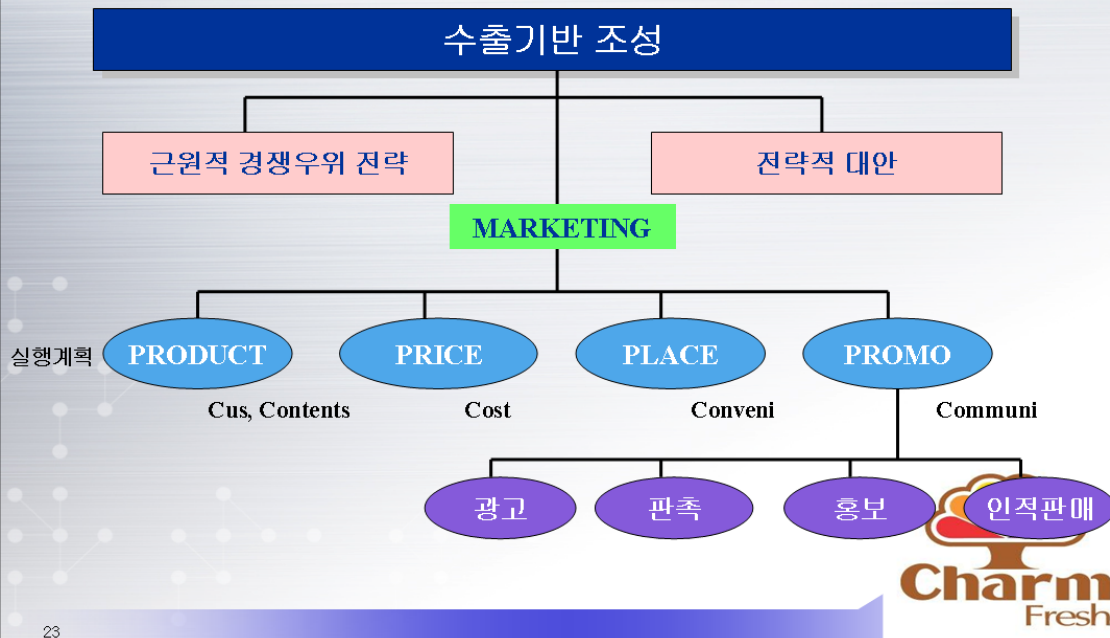 수출기반 조성
근원적 경쟁우위 전략
전략적 대안
MARKETING
실행계획
PRODUCT
PRICE
PLACE
PROMO
Cus, Contents
Cost
Conveni
Communi
광고
판촉
홍보
인적판매
Charm
Fresh
23